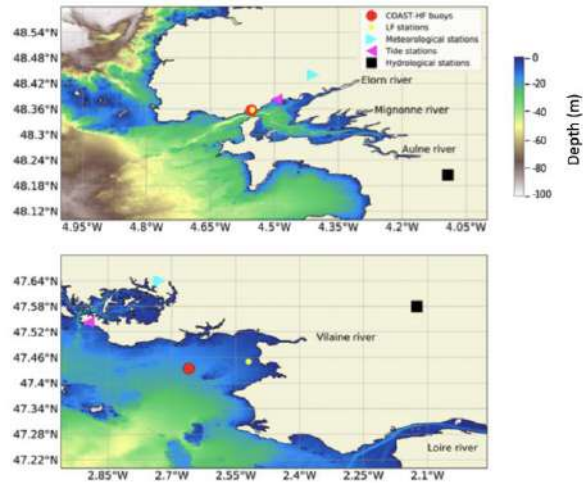 48.54°N
48.48°N
48.42°N
48.36°N
48.3°N
48.24°N
48.18°N
48.12°N
COAST-HF buoys
LF stations
Meteorological stations
Tide stations
Hydrological stations
Elorn river
Mignonne river
Aulne river
4.95°W 4.8°W 4.65°W 4.5°W 4.35°W 4.2°W 4.05°W
0
-20
-40
-60
-80
-100
Depth (m)
47.64°N
47.58°N
47.52°N
47.46°N
47.4°N
47.34°N
47.28°N
47.22°N
Vilaine river
Loire river
2.85°W 2.7°W 2.55°W 2.4°W 2.25°W 2.1°W